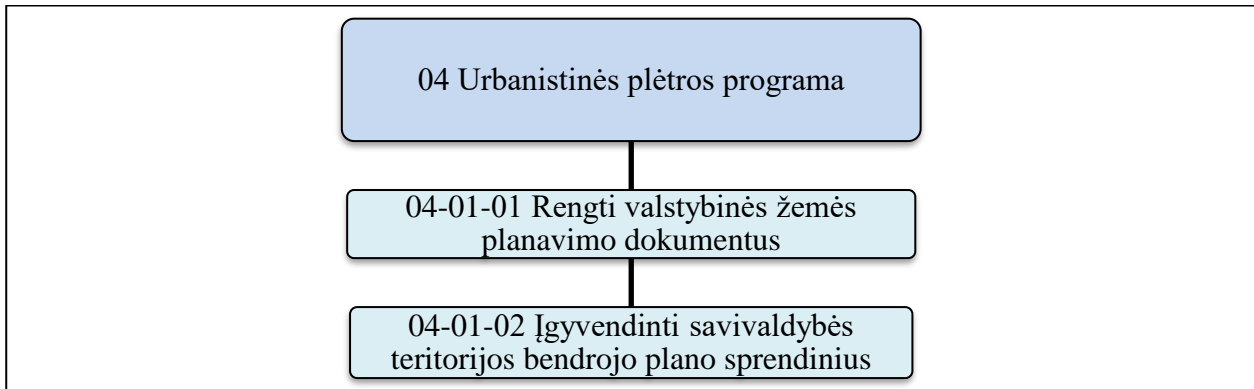 04 Urbanistinės plėtros programa
04-01-01 Rengti valstybinės žemės
planavimo dokumentus
04-01-02 Įgyvendinti savivaldybės
teritorijos bendrojo plano sprendinius